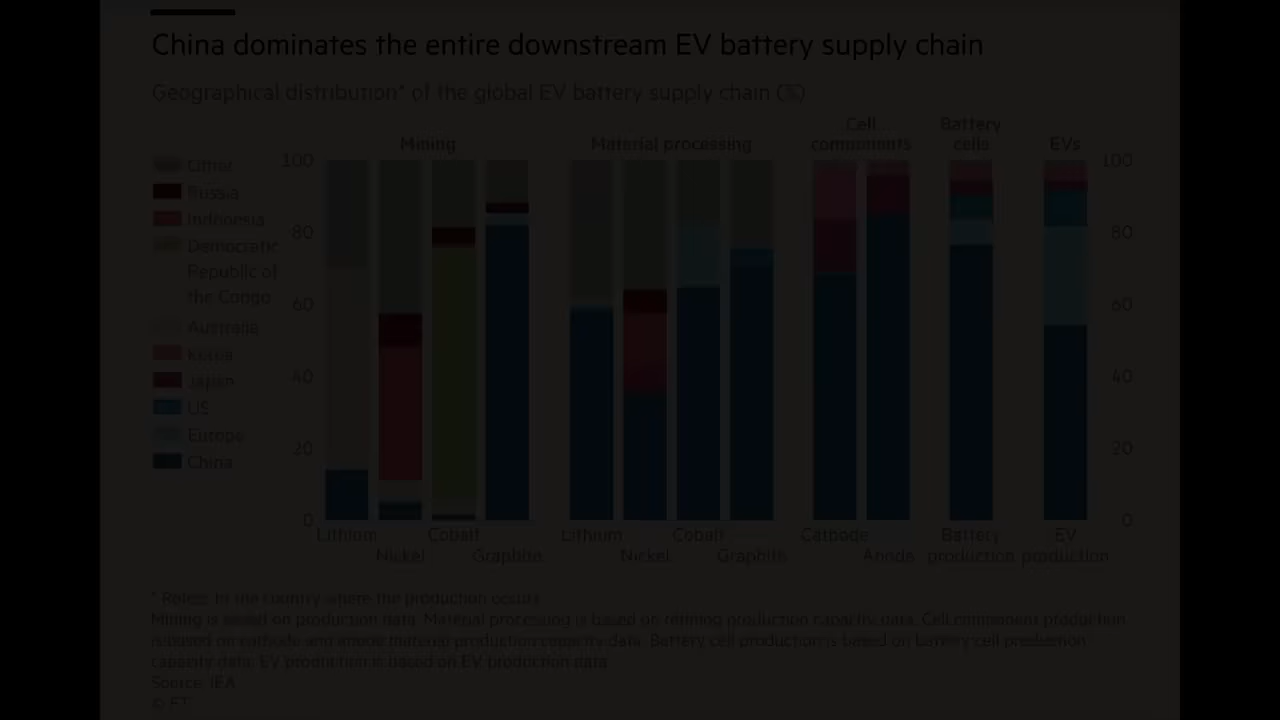 China dominates the entire downstream EV battery supply chain
Geographical distribution* of the global EV battery supply chain (%)
Mining
Material processing
Cell
components
Battery
cells
EVs
Other
Russia
Indonesia
Democratic
Republic of
the Congo
Australia
Korea
Japan
US
Europe
China
100
80
60
40
20
0
100
80
60
40
20
0
Lithium
Nickel
Cobalt
Graphite
Lithium
Nickel
Cobalt
Graphite
Cathode
Anode
Battery
production
EV
production
* Refers to the country where the production occurs
Mining is based on production data. Material processing is based on refining production capacity data. Cell component production
is based on cathode and anode material production capacity data. Battery cell production is based on battery cell production
capacity data. EV production is based on EV production data
Source: IEA
© FT